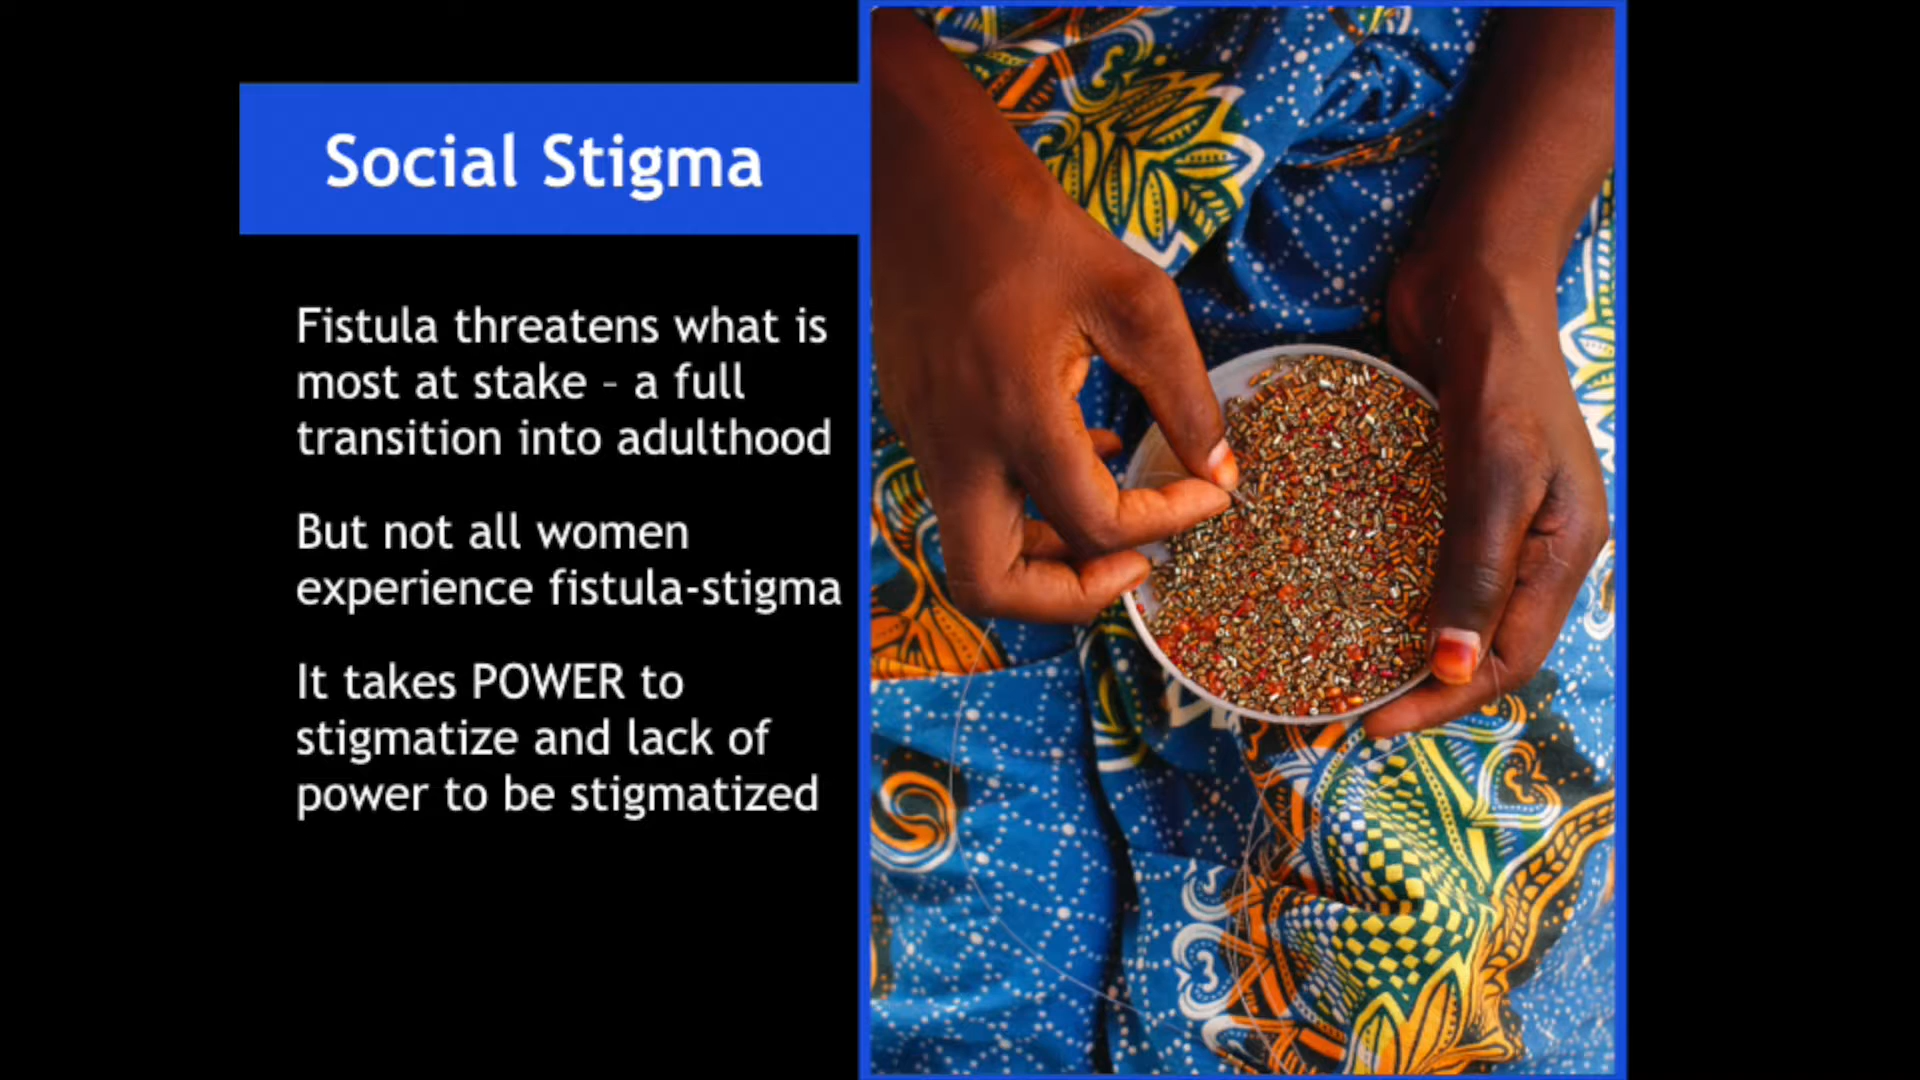 Social Stigma
Fistula threatens what is
most at stake – a full
transition into adulthood
But not all women
experience fistula-stigma
It takes POWER to
stigmatize and lack of
power to be stigmatized